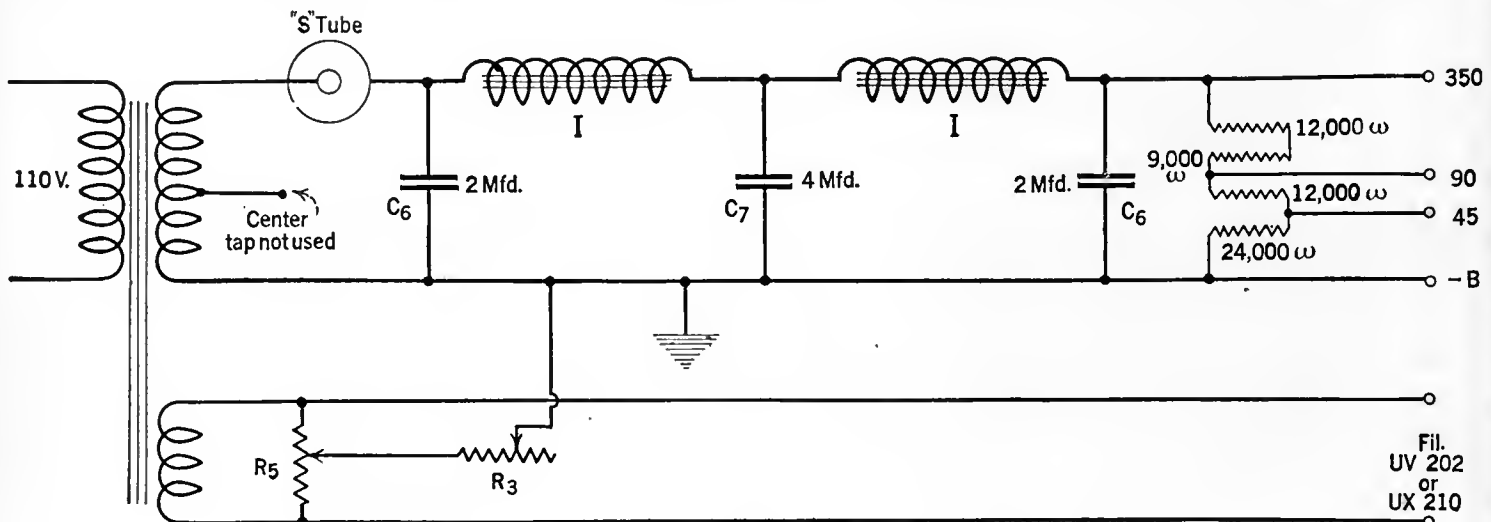 "S" Tube
110 V.
Center
tap not used
2 Mfd.
C6
I
4 Mfd.
C7
I
2 Mfd.
C6
350
12,000 ω
9,000
ω
90
12,000 ω
45
24,000 ω
– B
R5
R3
Fil.
UV 202
or
UX 210